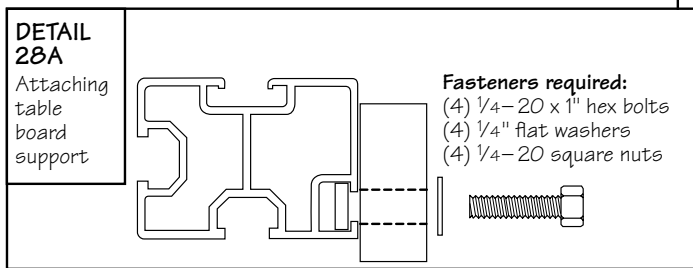 DETAIL
28A
Attaching
table
board
support
Fasteners required:
(4) 1/4–20 x 1" hex bolts
(4) 1/4" flat washers
(4) 1/4–20 square nuts